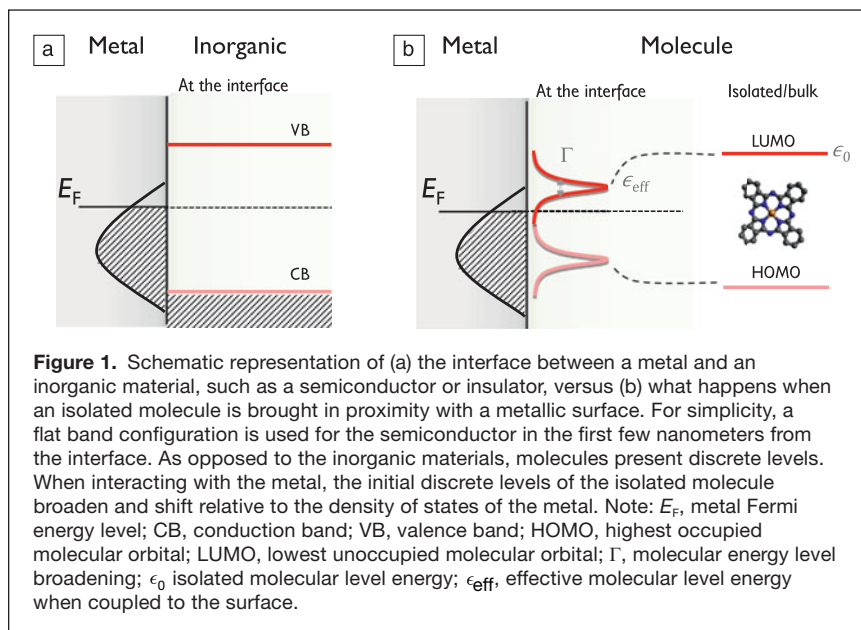 a Metal Inorganic
At the interface
VB
E_F
CB
b Metal Molecule
At the interface
Isolated/bulk
LUMO
Γ
ϵ_0
ϵ_eff
E_F
HOMO
Figure 1. Schematic representation of (a) the interface between a metal and an
inorganic material, such as a semiconductor or insulator, versus (b) what happens when
an isolated molecule is brought in proximity with a metallic surface. For simplicity, a
flat band configuration is used for the semiconductor in the first few nanometers from
the interface. As opposed to the inorganic materials, molecules present discrete levels.
When interacting with the metal, the initial discrete levels of the isolated molecule
broaden and shift relative to the density of states of the metal. Note: E_F, metal Fermi
energy level; CB, conduction band; VB, valence band; HOMO, highest occupied
molecular orbital; LUMO, lowest unoccupied molecular orbital; Γ, molecular energy level
broadening; ϵ_0 isolated molecular level energy; ϵ_eff, effective molecular level energy
when coupled to the surface.